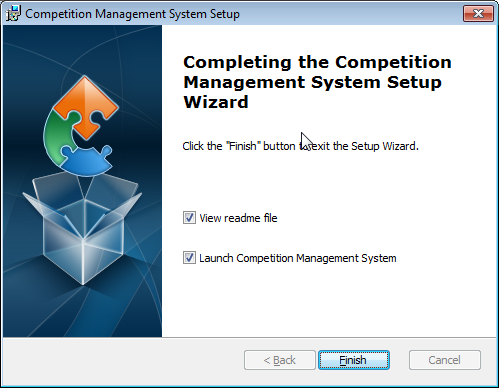 Competition Management System Setup
Completing the Competition
Management System Setup
Wizard
Click the "Finish" button to exit the Setup Wizard.
View readme file
Launch Competition Management System
< Back
Finish
Cancel